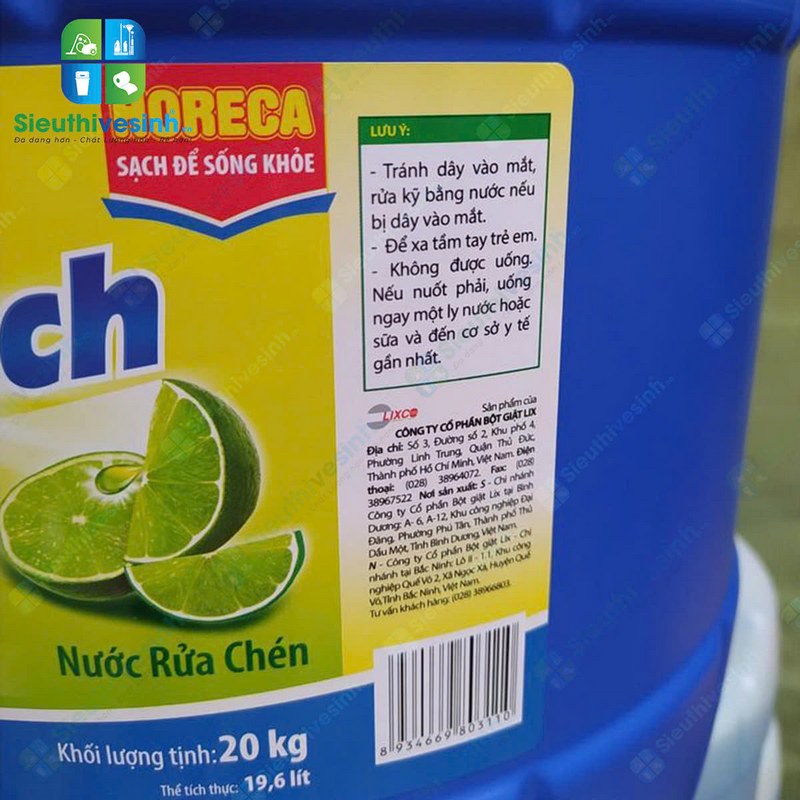 Sieuthivesinh...
HORECA
SẠCH ĐỂ SỐNG KHỎE
ch
Nước Rửa Chén
Khối lượng tịnh: 20 kg
Thể tích thực: 19,6 lít
LƯU Ý:
- Tránh dây vào mắt,
rửa kỹ bằng nước nếu
bị dây vào mắt.
- Để xa tầm tay trẻ em.
- Không được uống.
Nếu nuốt phải, uống
ngay một ly nước hoặc
sữa và đến cơ sở y tế
gần nhất.
LIXCO
Sản phẩm của
CÔNG TY CỔ PHẦN BỘT GIẶT LIX
Địa chỉ: Số 3, Đường số 2, Khu phố 4,
Phường Linh Trung, Quận Thủ Đức,
Thành phố Hồ Chí Minh, Việt Nam. Điện
thoại: (028) 38964072. Fax: (028)
38967522 Nơi sản xuất: S - Chi nhánh
Công ty Cổ Phần Bột giặt Lix tại Bình
Dương: A- 6, A-12, Khu công nghiệp Đại
Đăng, Phường Phú Tân, Thành phố Thủ
Dầu Một, Tỉnh Bình Dương, Việt Nam.
N - Công ty Cổ Phần Bột giặt Lix - Chi
nhánh tại Bắc Ninh: Lô II - 1.1, Khu công
nghiệp Quế Võ 2, Xã Ngọc Xá, Huyện Quế
Võ, Tỉnh Bắc Ninh, Việt Nam.
Tư vấn khách hàng: (028) 38966803.
8 934669 803110